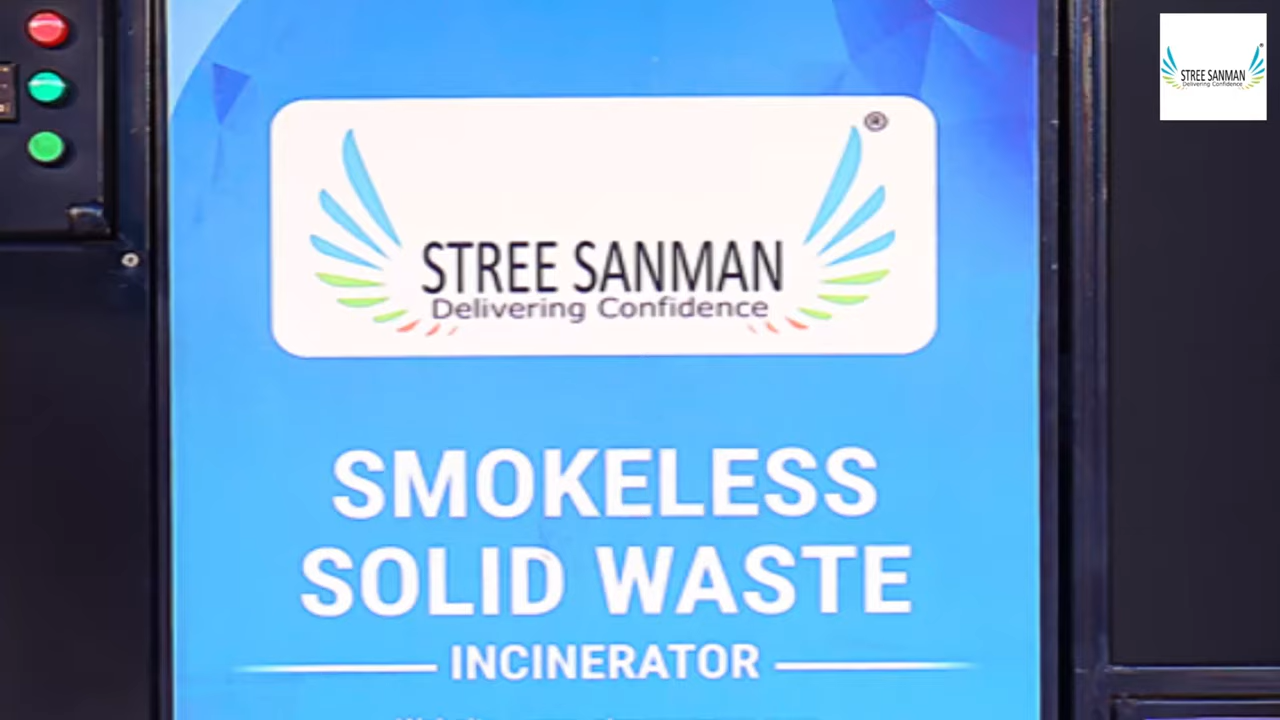 STREE SANMAN
Delivering Confidence
®
SMOKELESS
SOLID WASTE
INCINERATOR
STREE SANMAN
Delivering Confidence